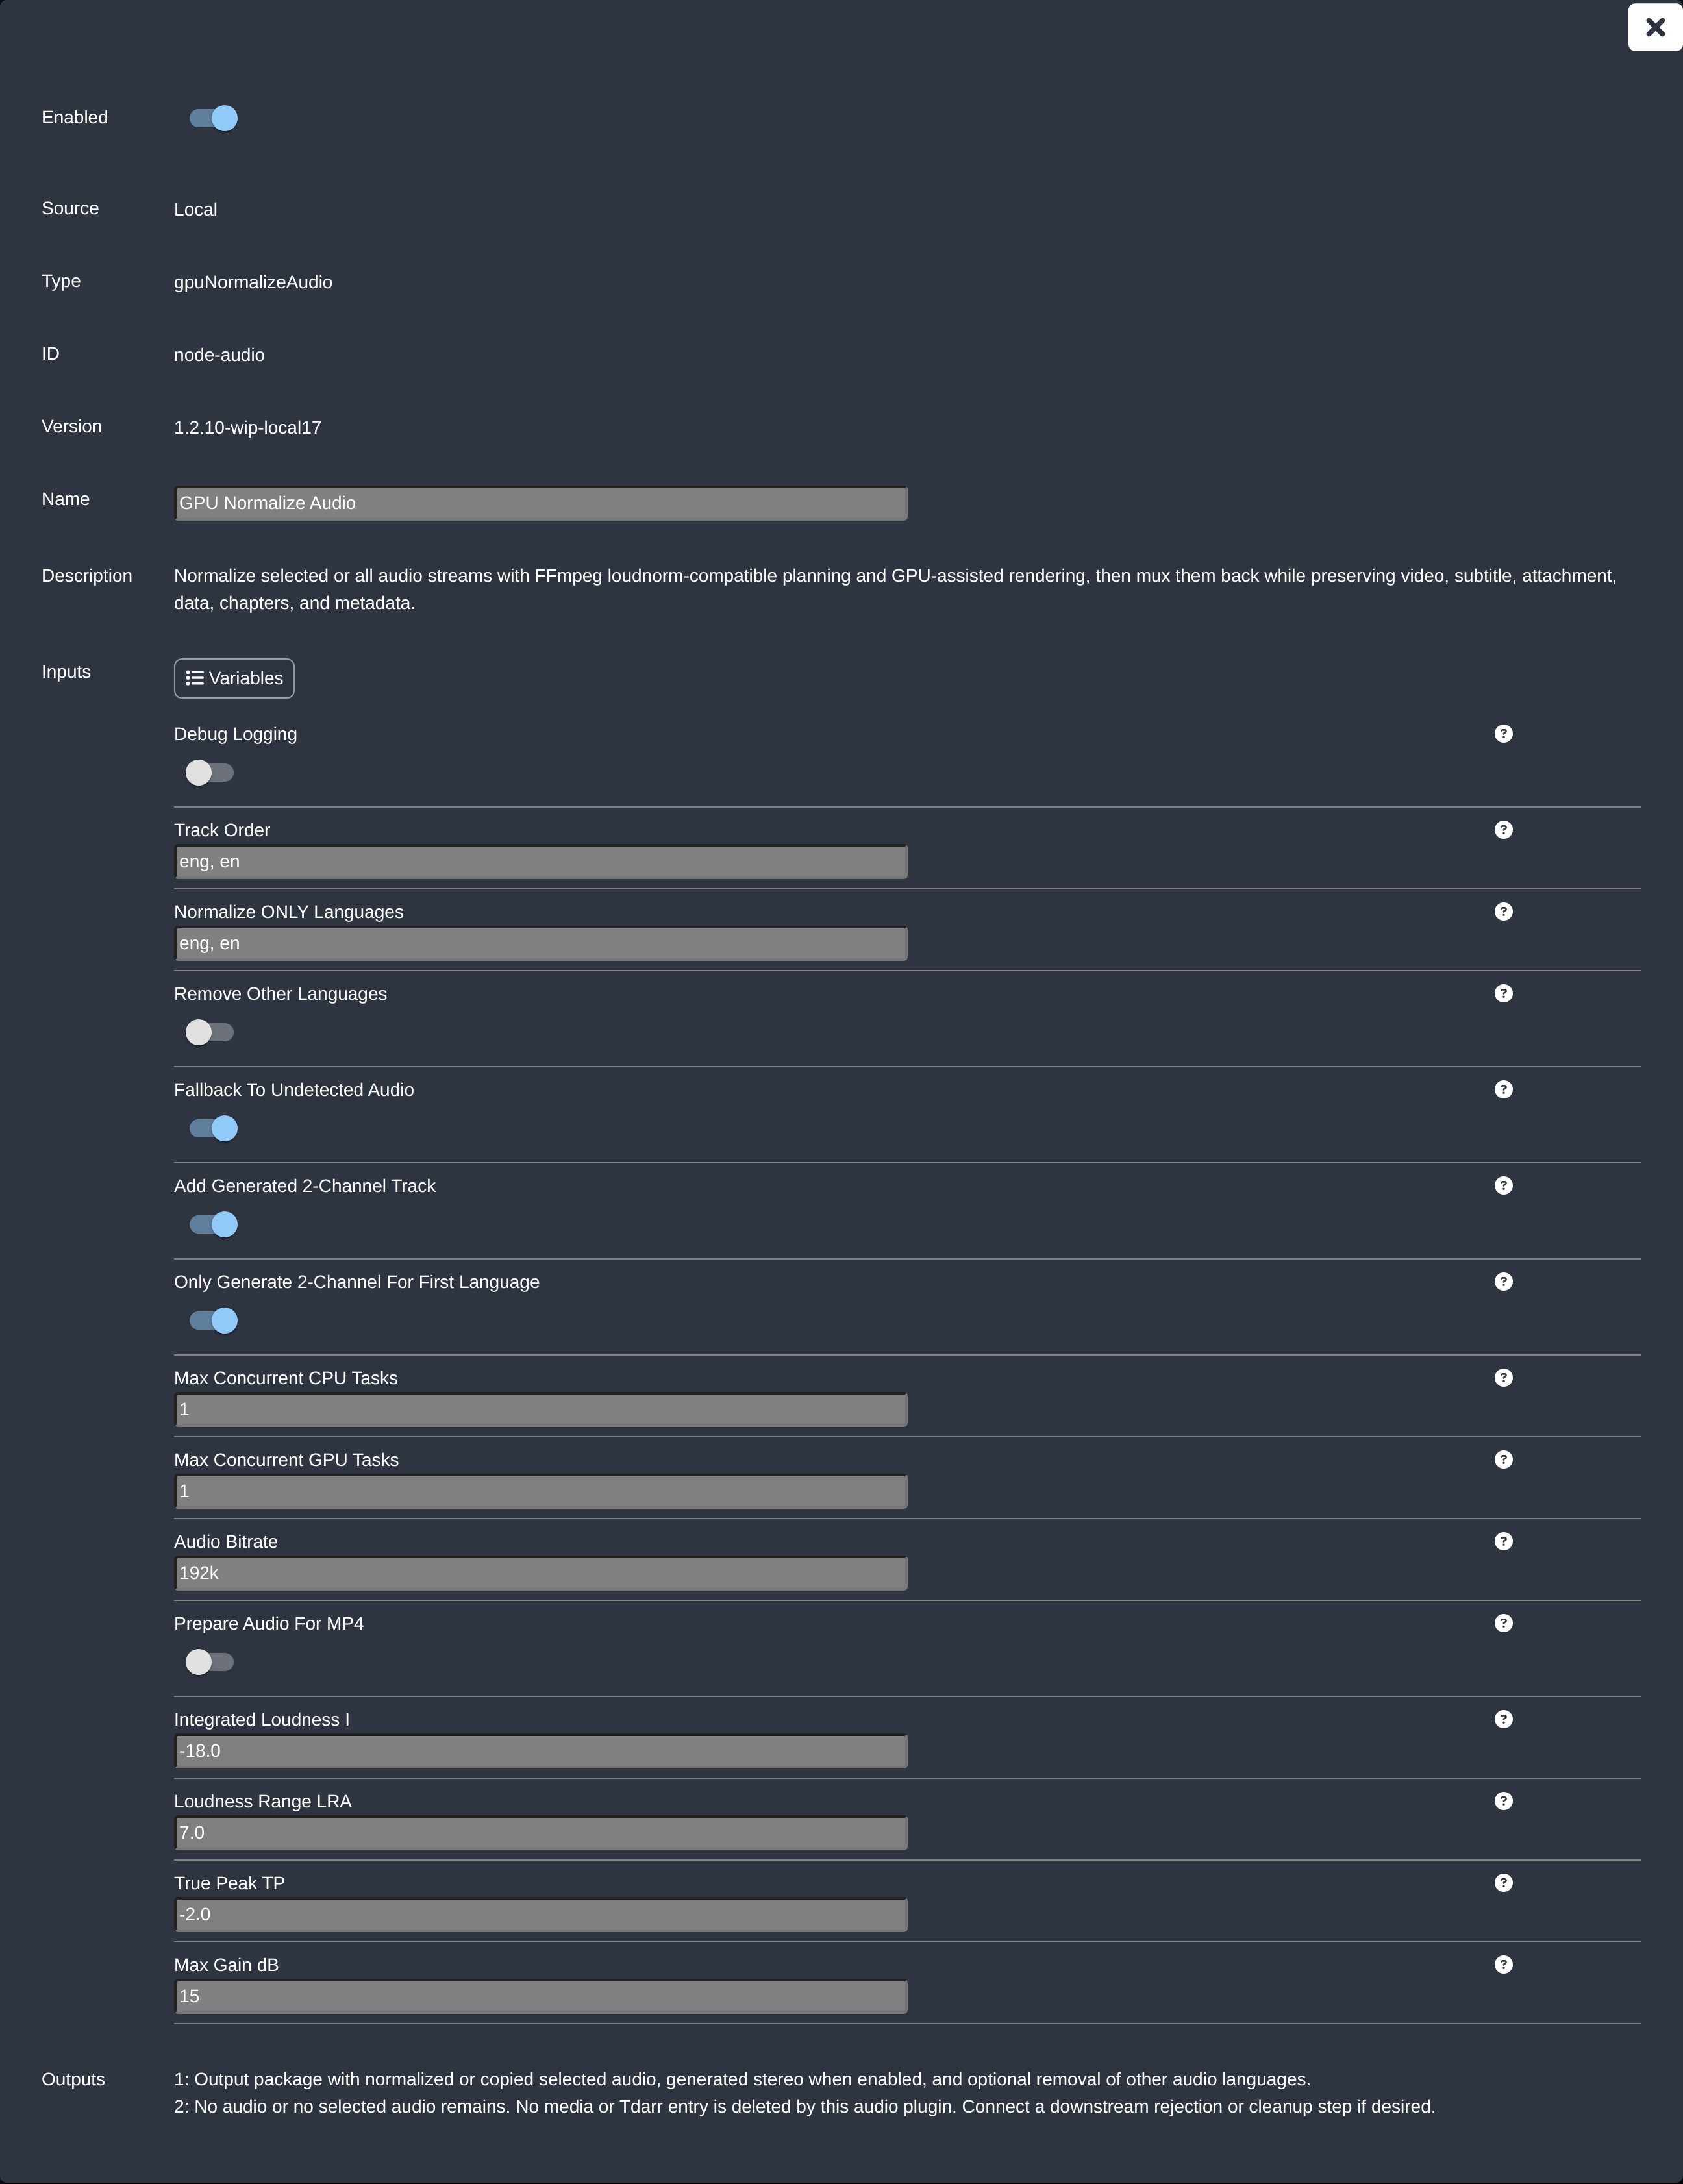 Enabled
Source Local
Type gpuNormalizeAudio
ID node-audio
Version 1.2.10-wip-local17
Name GPU Normalize Audio
Description Normalize selected or all audio streams with FFmpeg loudnorm-compatible planning and GPU-assisted rendering, then mux them back while preserving video, subtitle, attachment,
data, chapters, and metadata.
Inputs Variables
Debug Logging ?
Track Order ?
eng, en
Normalize ONLY Languages ?
eng, en
Remove Other Languages ?
Fallback To Undetected Audio ?
Add Generated 2-Channel Track ?
Only Generate 2-Channel For First Language ?
Max Concurrent CPU Tasks ?
1
Max Concurrent GPU Tasks ?
1
Audio Bitrate ?
192k
Prepare Audio For MP4 ?
Integrated Loudness I ?
-18.0
Loudness Range LRA ?
7.0
True Peak TP ?
-2.0
Max Gain dB ?
15
Outputs 1: Output package with normalized or copied selected audio, generated stereo when enabled, and optional removal of other audio languages.
2: No audio or no selected audio remains. No media or Tdarr entry is deleted by this audio plugin. Connect a downstream rejection or cleanup step if desired.